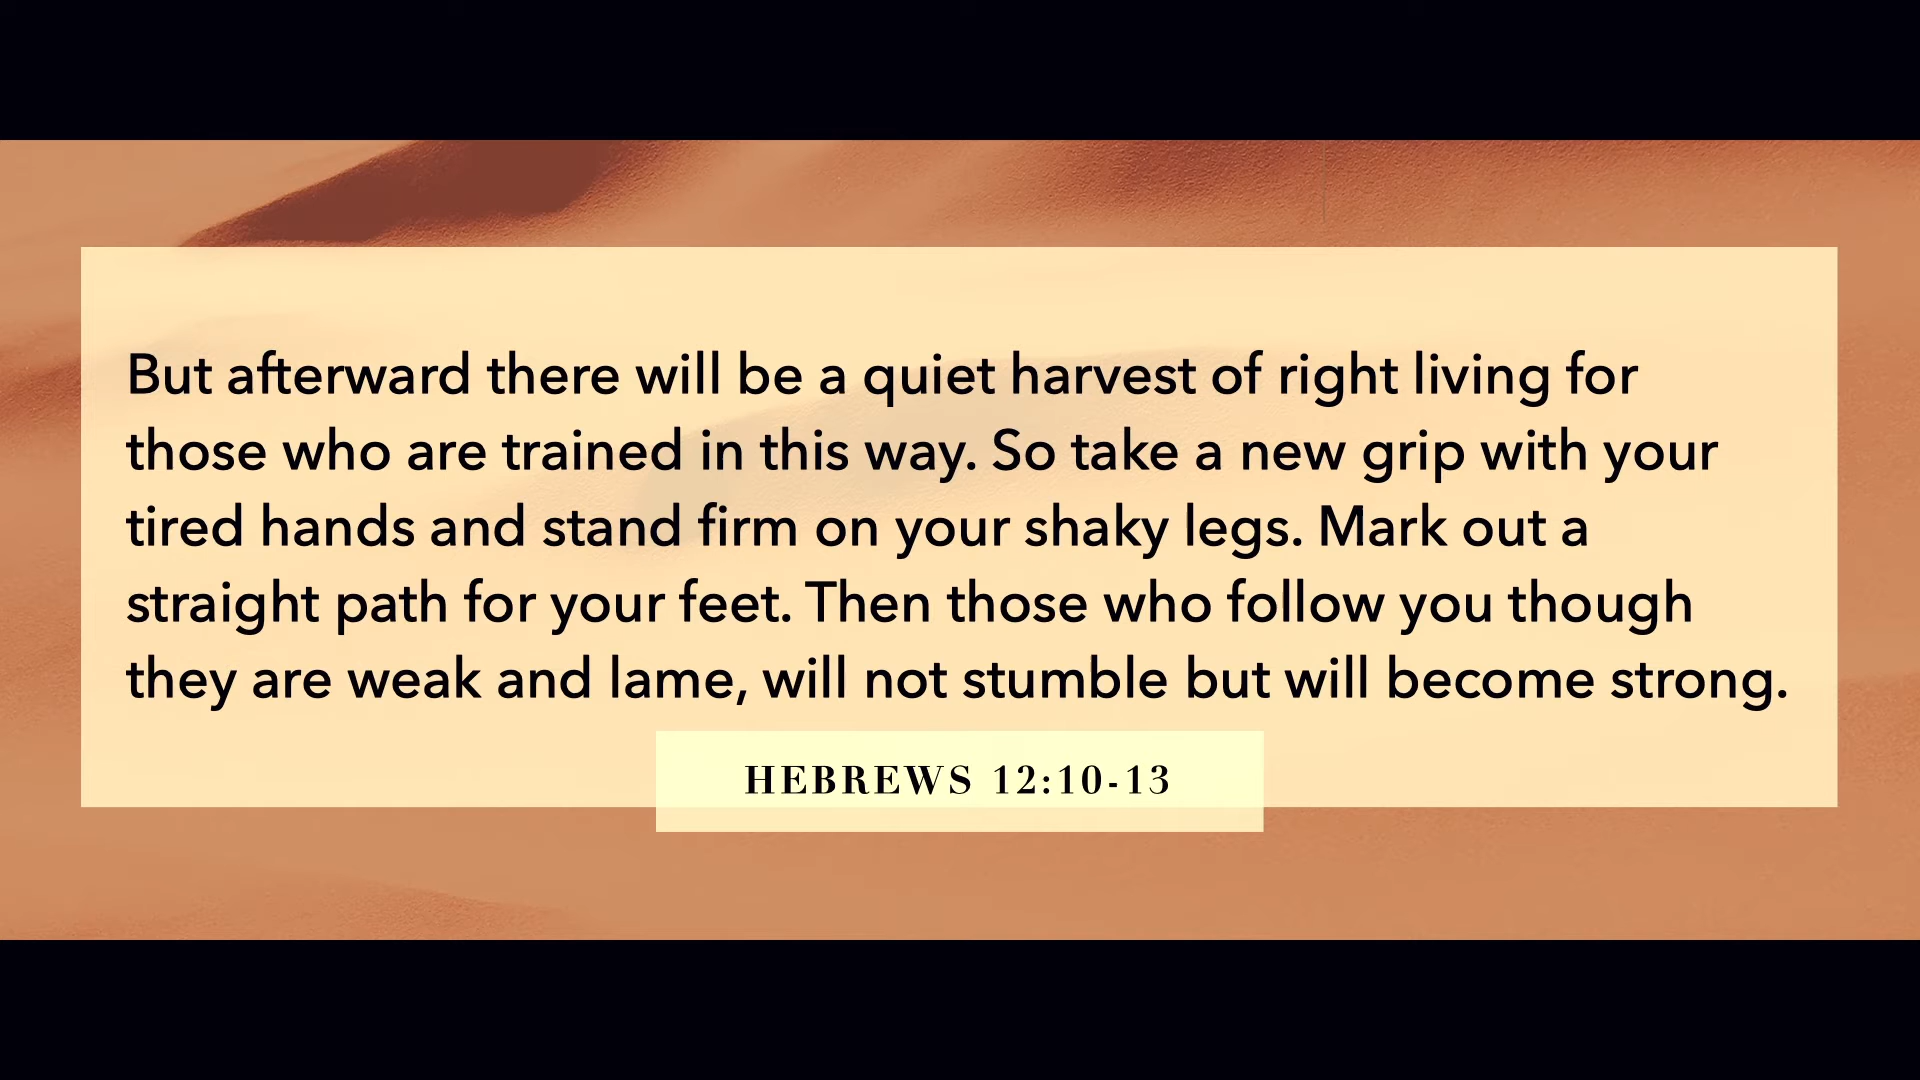 But afterward there will be a quiet harvest of right living for
those who are trained in this way. So take a new grip with your
tired hands and stand firm on your shaky legs. Mark out a
straight path for your feet. Then those who follow you though
they are weak and lame, will not stumble but will become strong.
HEBREWS 12:10-13